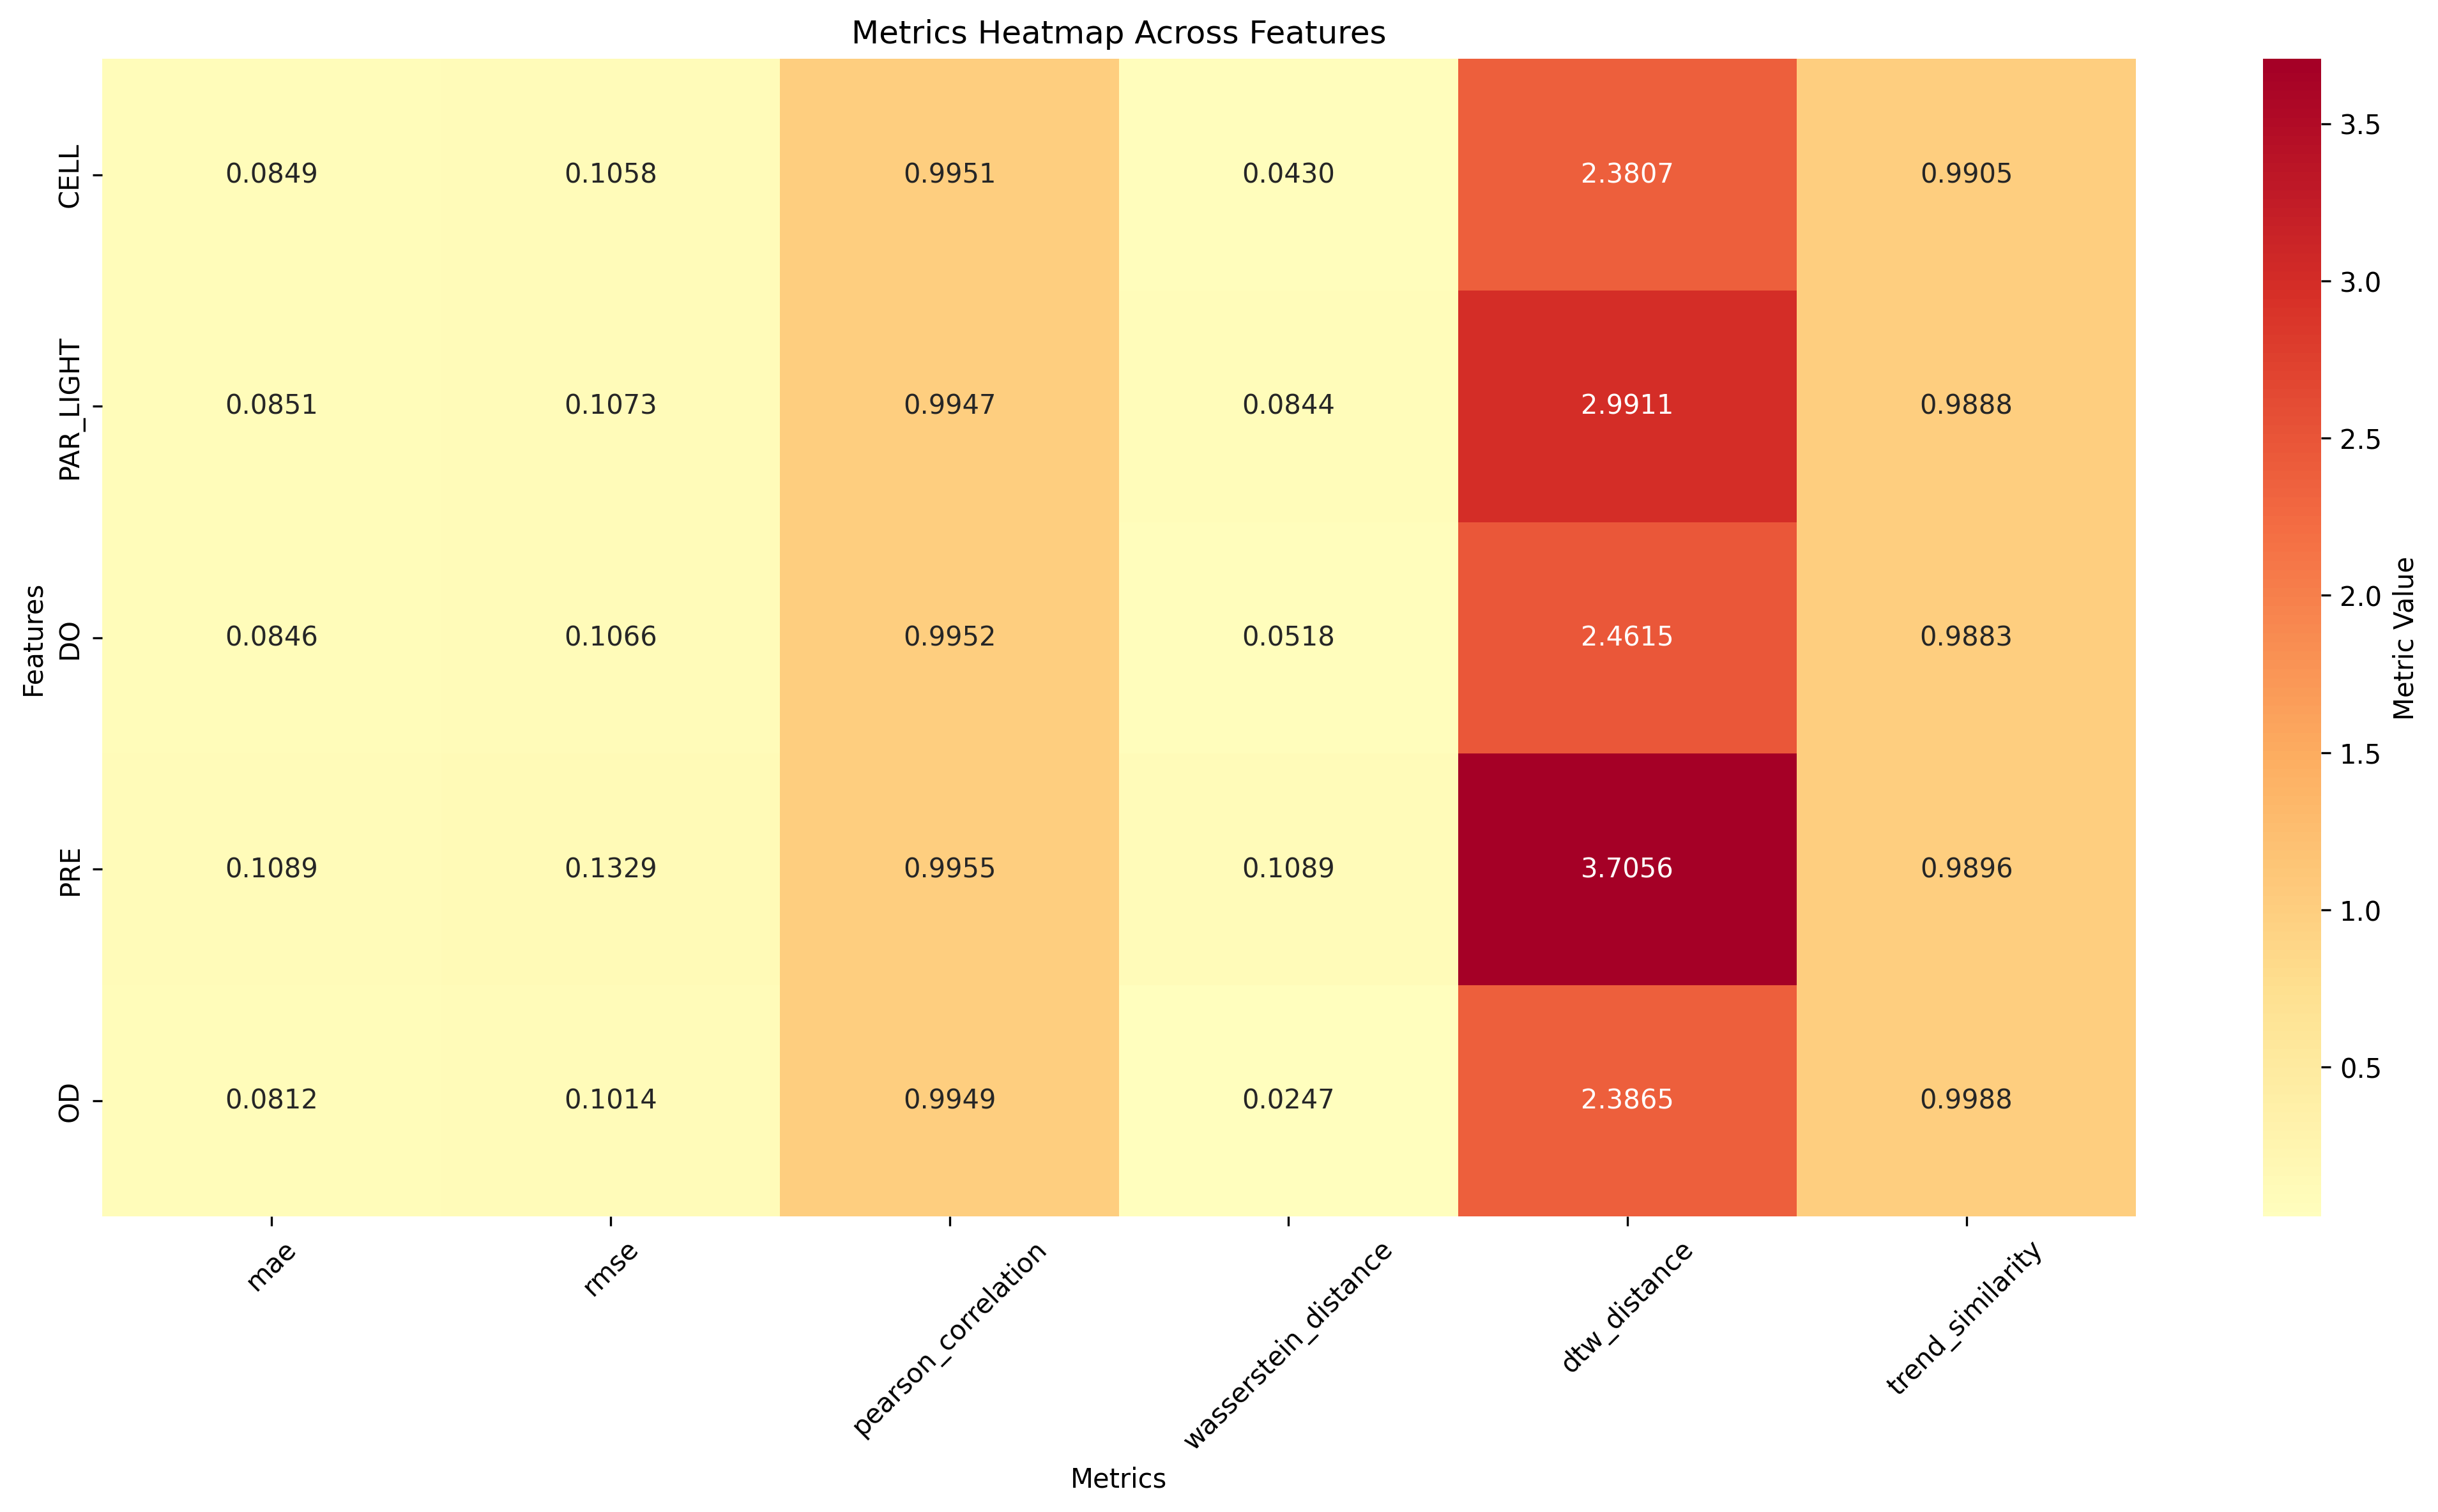 Metrics Heatmap Across Features
Features
CELL
0.0849 0.1058 0.9951 0.0430 2.3807 0.9905
PAR_LIGHT
0.0851 0.1073 0.9947 0.0844 2.9911 0.9888
DO
0.0846 0.1066 0.9952 0.0518 2.4615 0.9883
PRE
0.1089 0.1329 0.9955 0.1089 3.7056 0.9896
OD
0.0812 0.1014 0.9949 0.0247 2.3865 0.9988
mae
rmse
pearson_correlation
wasserstein_distance
dtw_distance
trend_similarity
Metrics
3.5
3.0
2.5
2.0
1.5
1.0
0.5
Metric Value